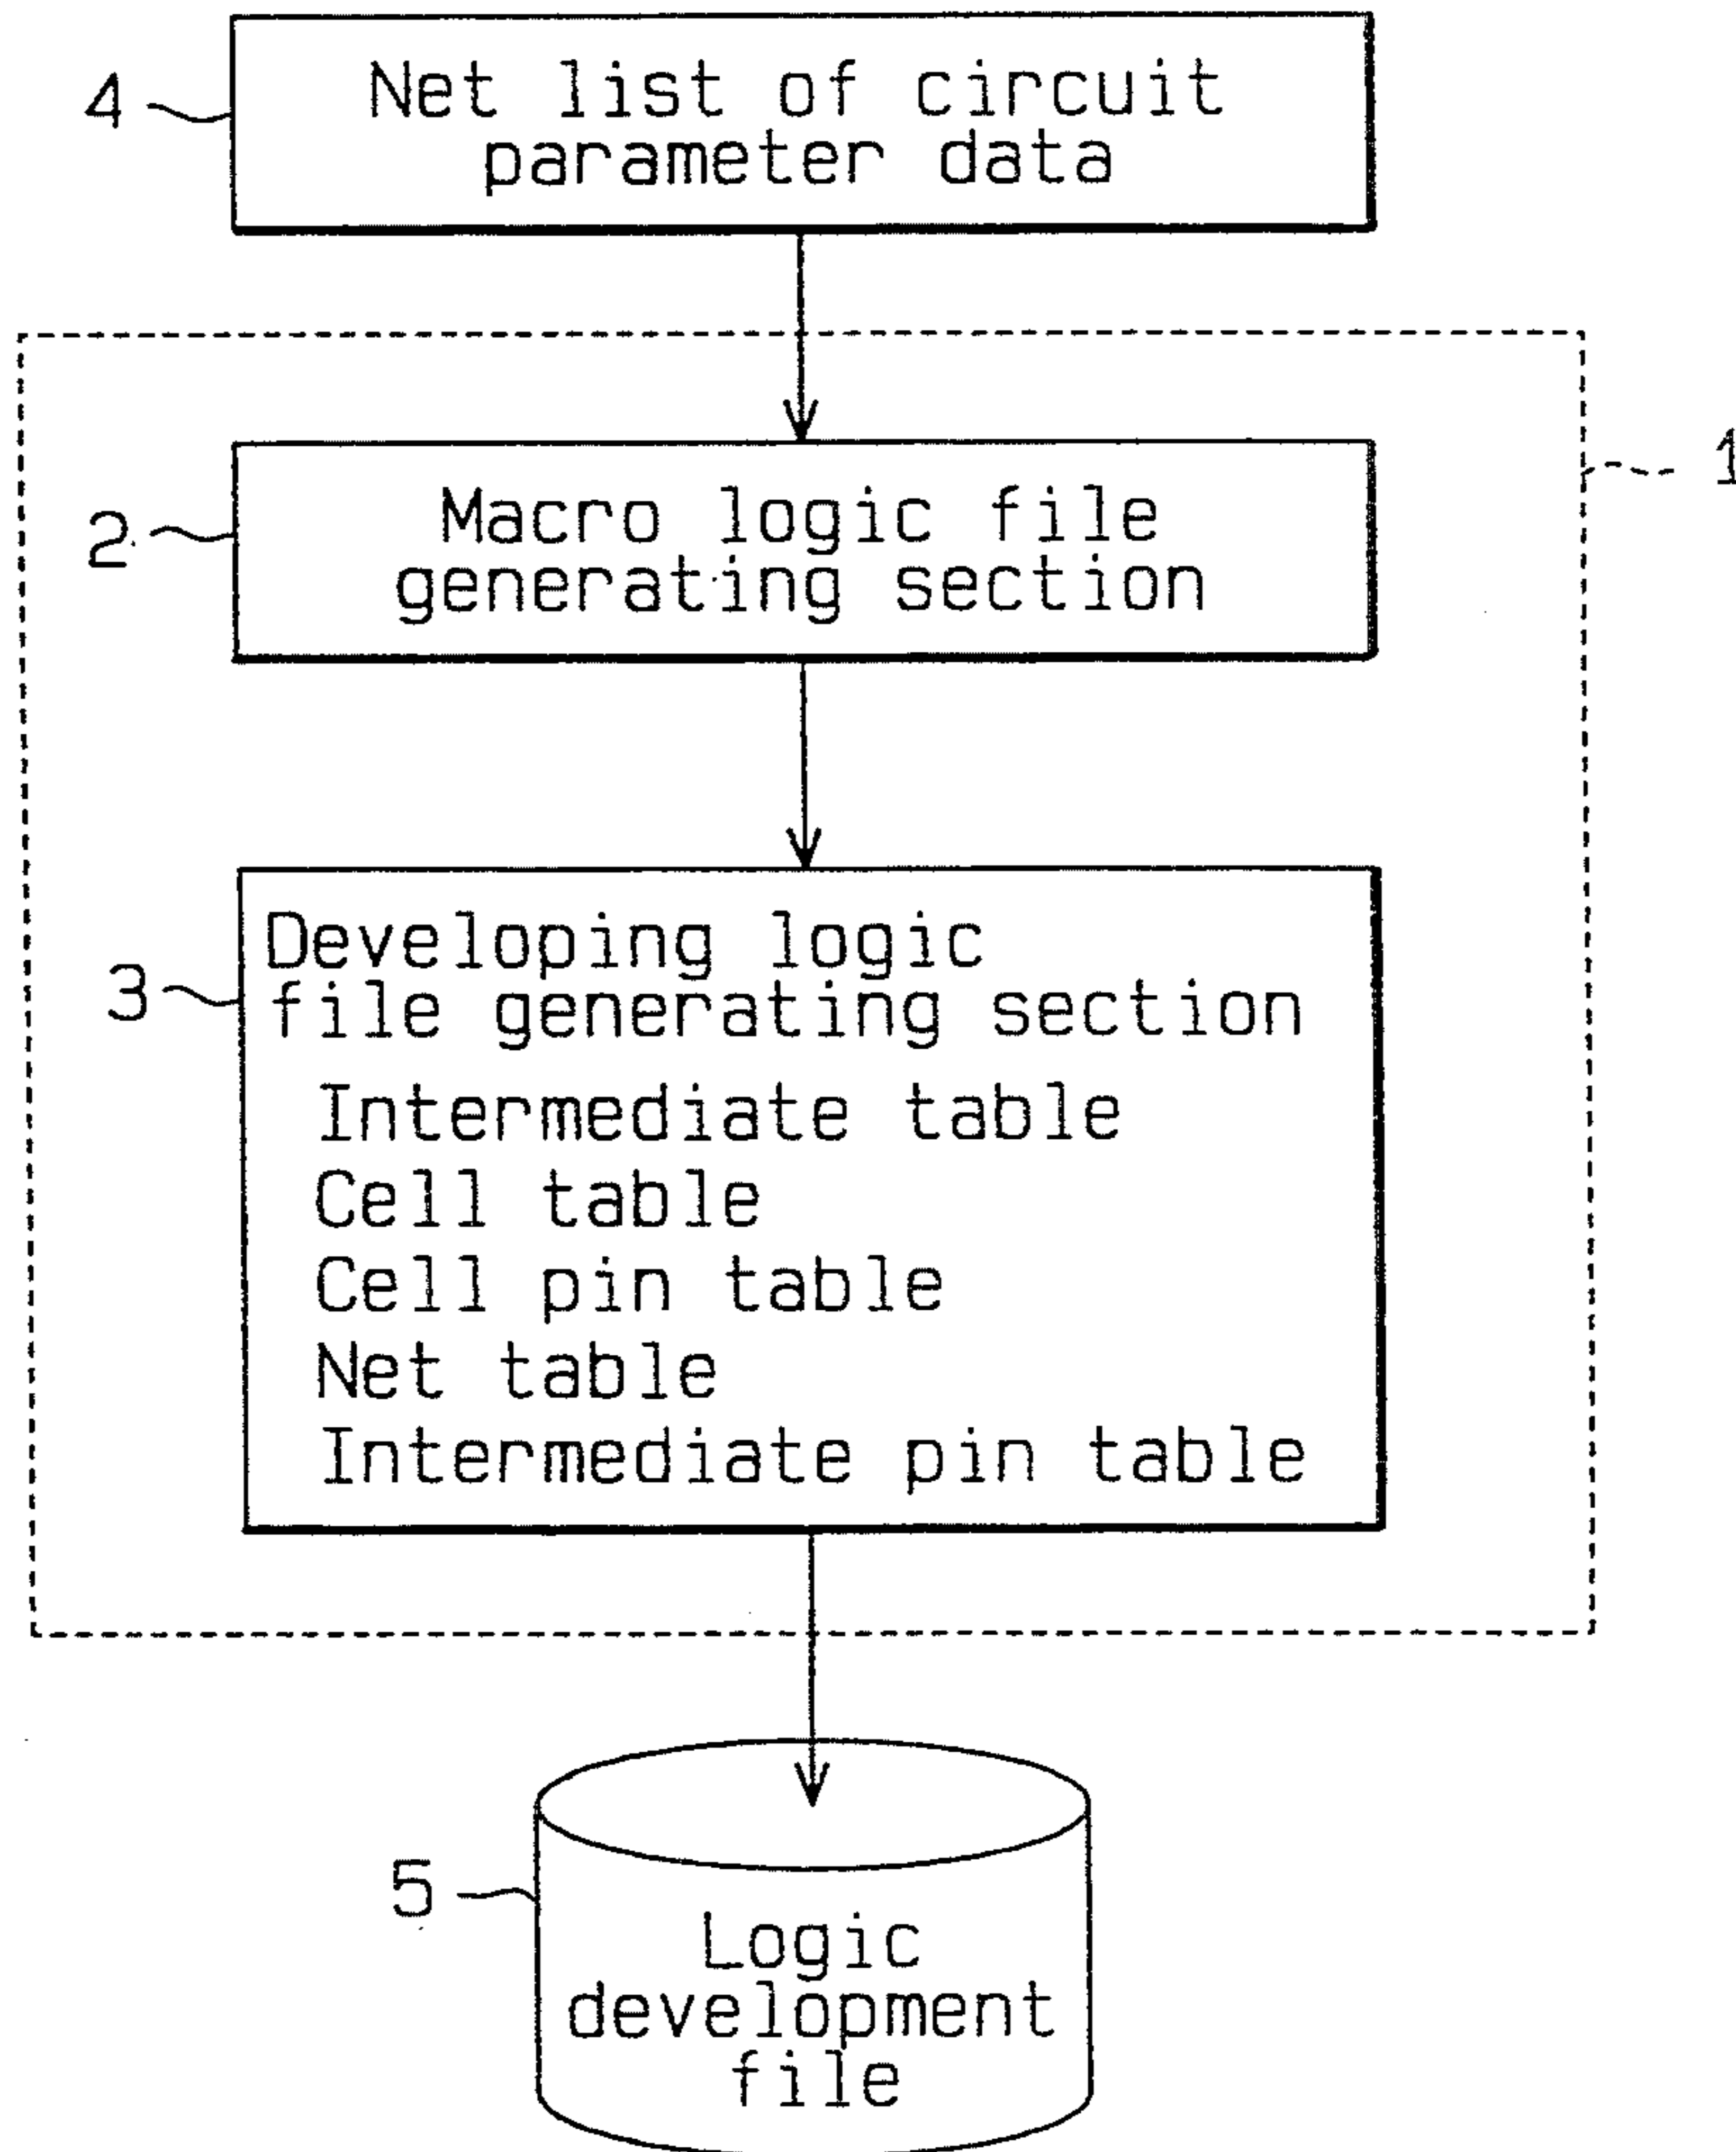 4
Net list of circuit
parameter data
1
2
Macro logic file
generating section
3
Developing logic
file generating section
Intermediate table
Cell table
Cell pin table
Net table
Intermediate pin table
5
Logic
development
file